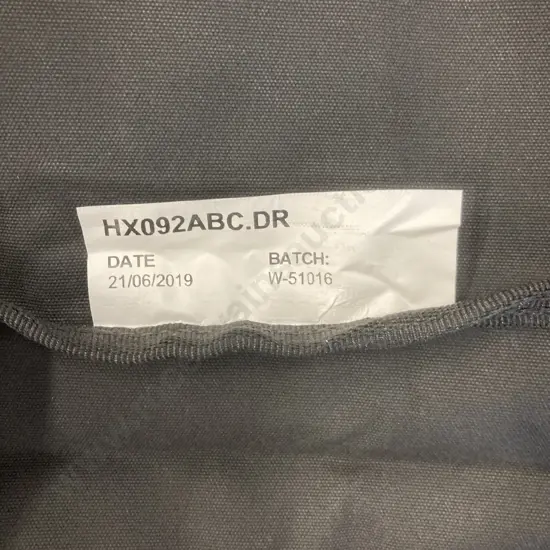 HX092ABC.DR
DATE BATCH:
21/06/2019 W-51016